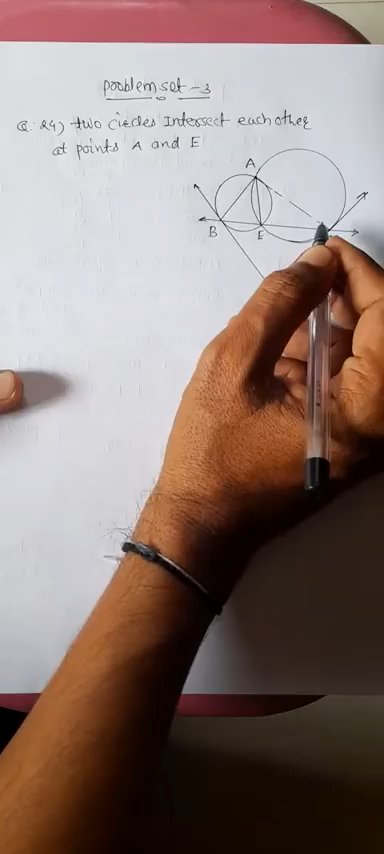 problem set - 3
Q. 24) two circles Intersect each other
at points A and E
A
B
E